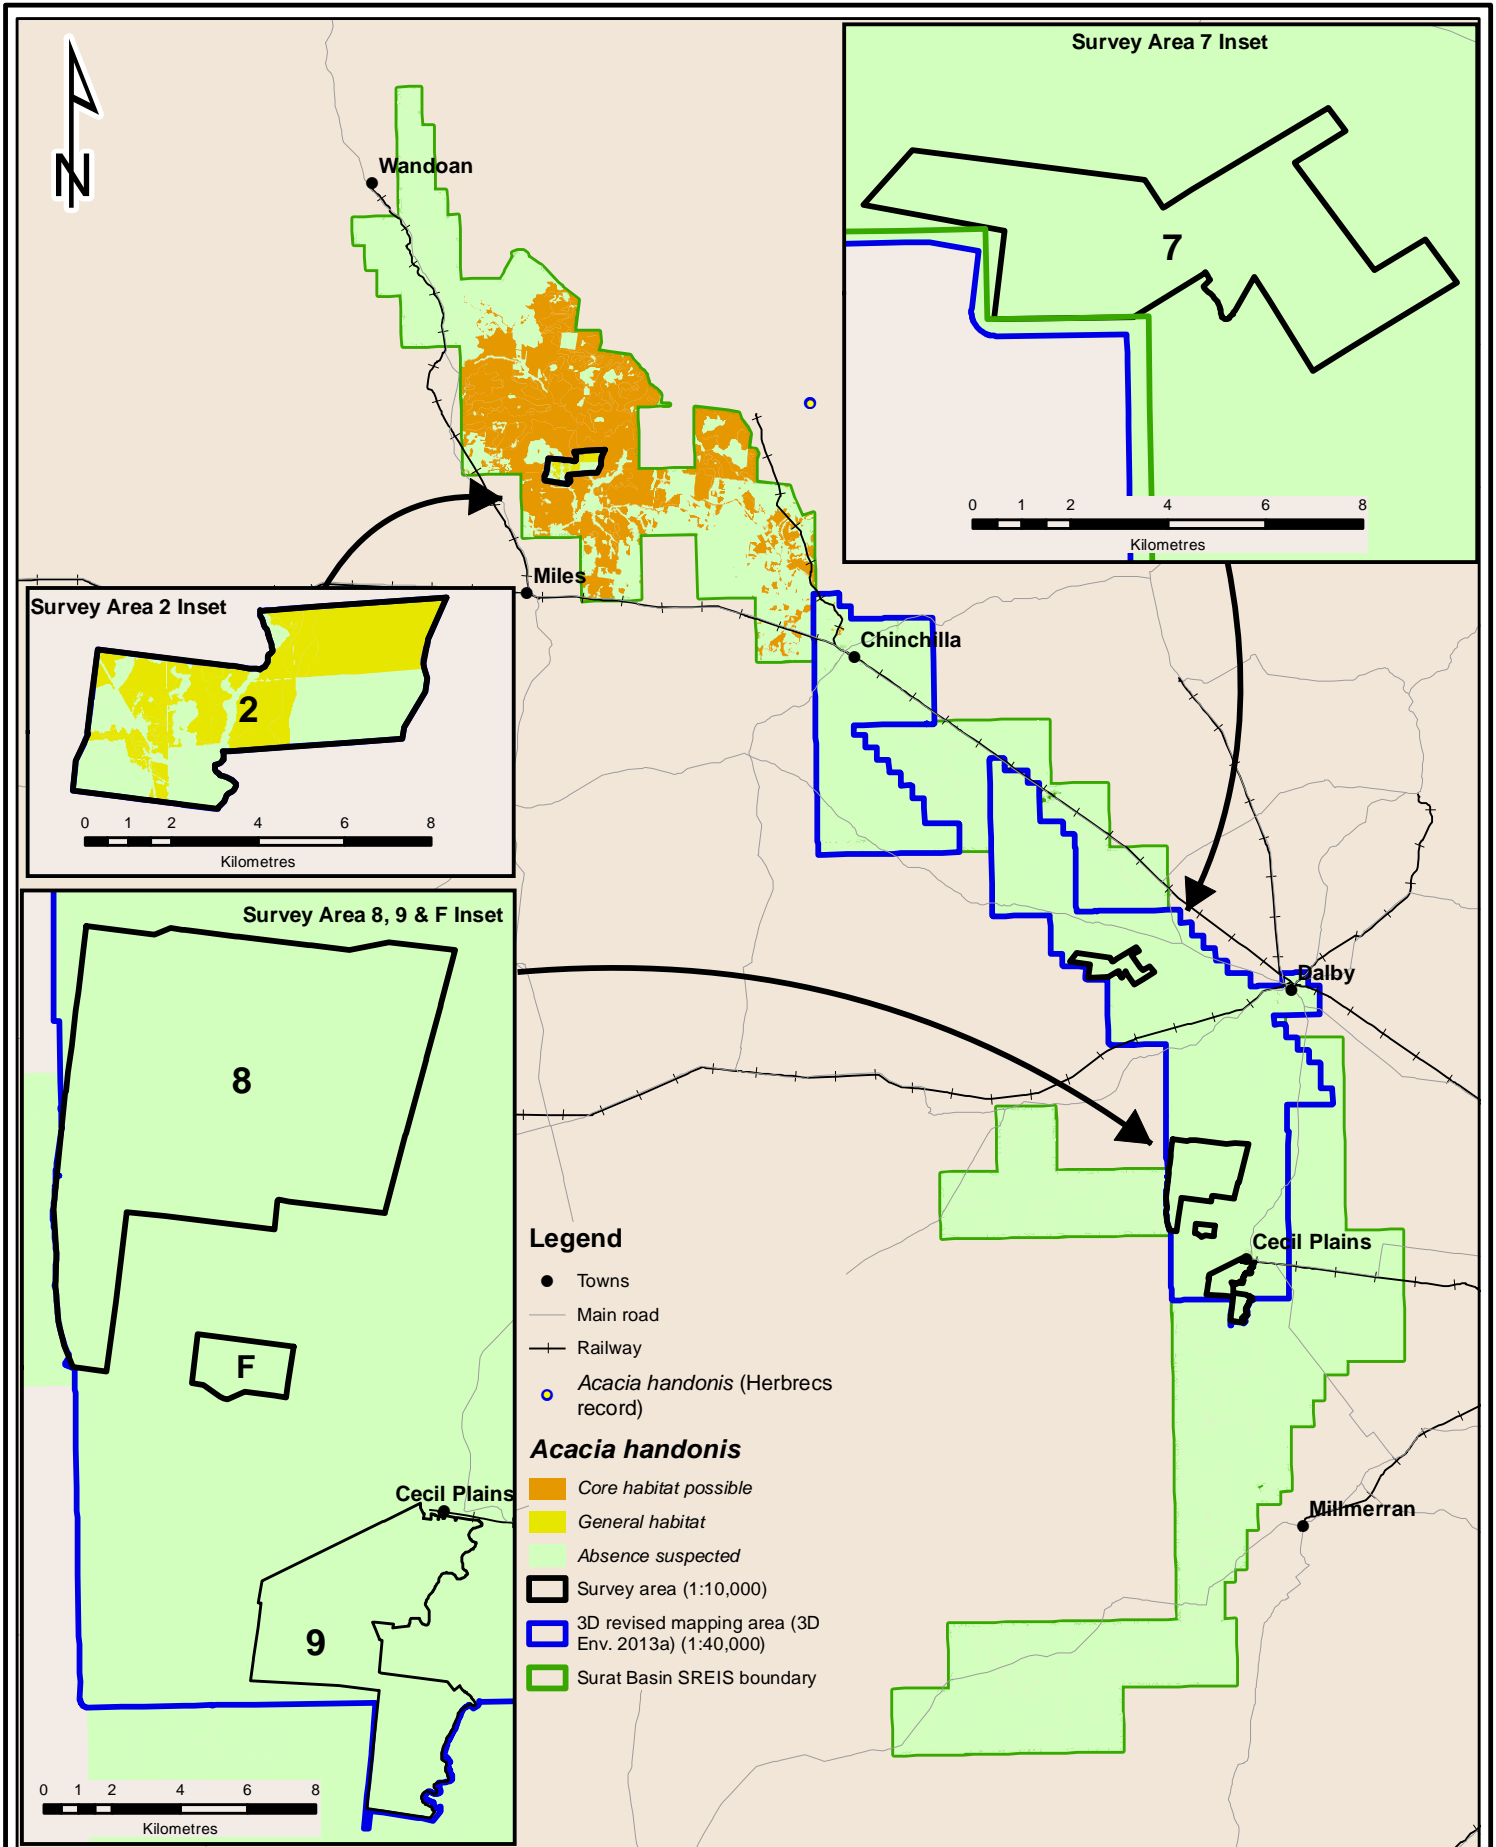 Survey Area 7 Inset
N
Wandoan
7
0 1 2 4 6 8
Kilometres
Miles
Survey Area 2 Inset
2
0 1 2 4 6 8
Kilometres
Chinchilla
Survey Area 8, 9 & F Inset
8
F
Cecil Plains
9
0 1 2 4 6 8
Kilometres
Dalby
Cecil Plains
Millmerran
Legend
Towns
Main road
Railway
Acacia handonis (Herbrecs
record)
Acacia handonis
Core habitat possible
General habitat
Absence suspected
Survey area (1:10,000)
3D revised mapping area (3D
Env. 2013a) (1:40,000)
Surat Basin SREIS boundary